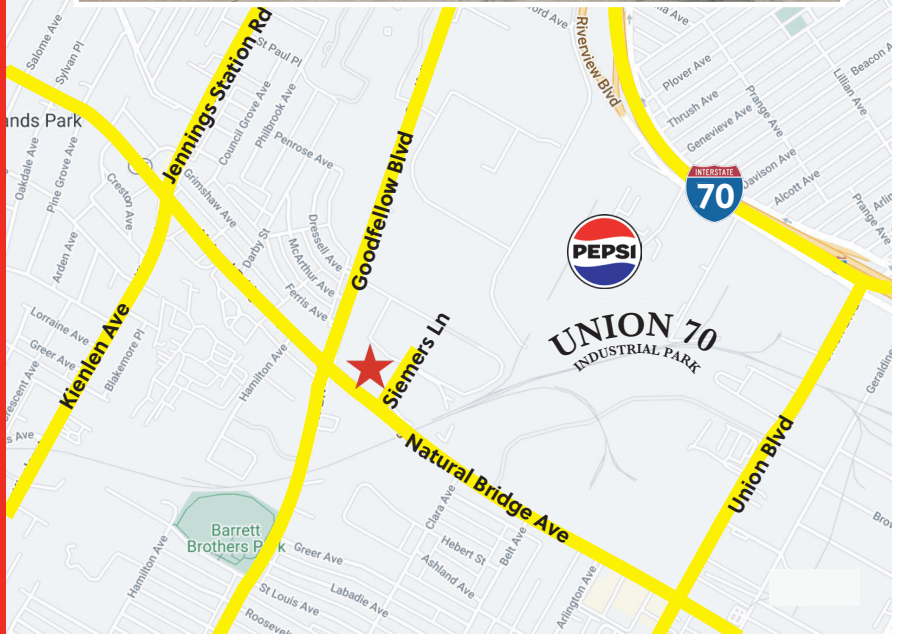 Salome Ave
Sylvan Pl
Jennings Station Rd
St Paul Pl
Council Grove Ave
Philbrook Ave
Penrose Ave
Riverview Blvd
Plover Ave
Thrush Ave
Genevieve Ave
Prange Ave
Lillian Ave
Beacon A
Davison Ave
Alcott Ave
Prange Ave
INTERSTATE
70
ands Park
Oakdale Ave
Pine Grove Ave
Creston Ave
Grimshaw Ave
Darby St
Dressell Ave
McArthur Ave
Ferris Ave
Goodfellow Blvd
Arden Ave
Lorraine Ave
Greer Ave
Blakemore Pl
Kienlen Ave
Hamilton Ave
PEPSI
UNION 70
INDUSTRIAL PARK
Siemers Ln
Natural Bridge Ave
Union Blvd
Geraldine
Barrett
Brothers Park
Hamilton Ave
Greer Ave
St Louis Ave
Labadie Ave
Clara Ave
Hebert St
Ashland Ave
Belt Ave
Arlington Ave